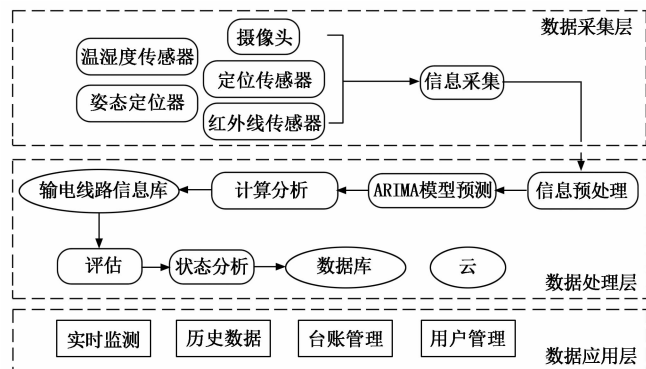 数据采集层
摄像头
温湿度传感器
定位传感器
信息采集
姿态定位器
红外线传感器
输电线路信息库
计算分析
ARIMA模型预测
信息预处理
评估
状态分析
数据库
云
数据处理层
实时监测
历史数据
台账管理
用户管理
数据应用层